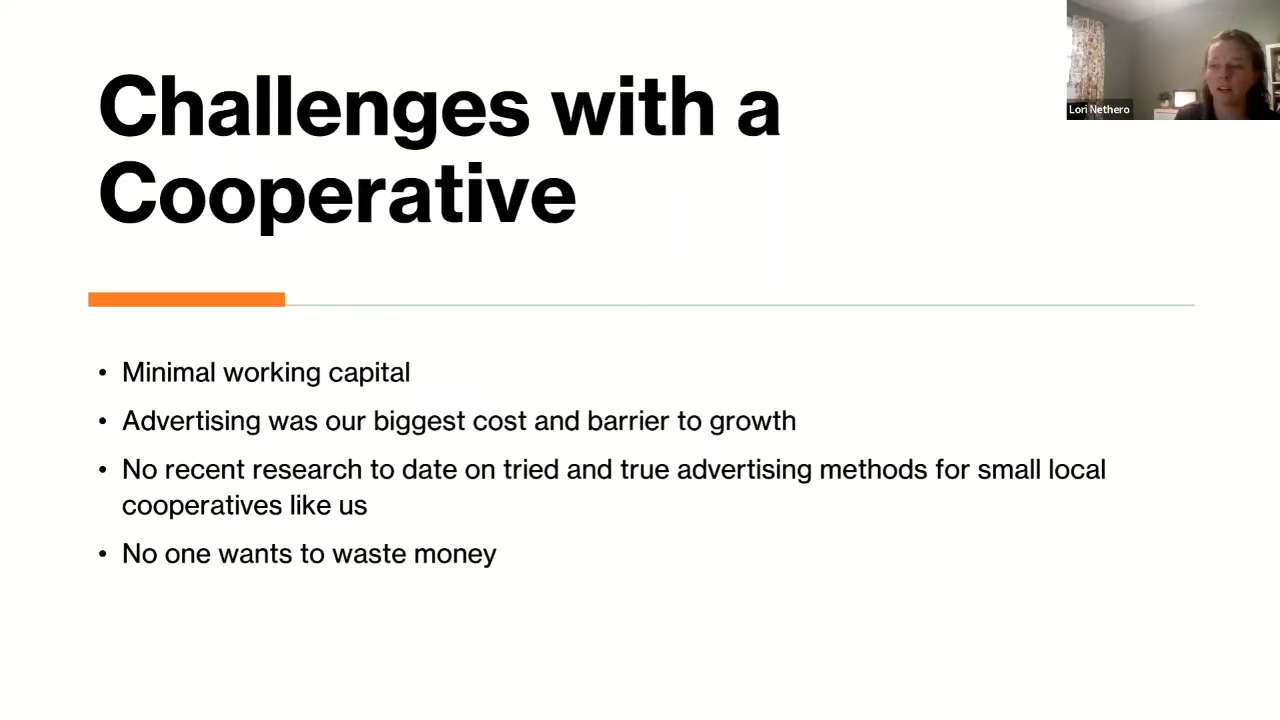 Challenges with a
Cooperative
Lori Nethero
• Minimal working capital
• Advertising was our biggest cost and barrier to growth
• No recent research to date on tried and true advertising methods for small local
cooperatives like us
• No one wants to waste money